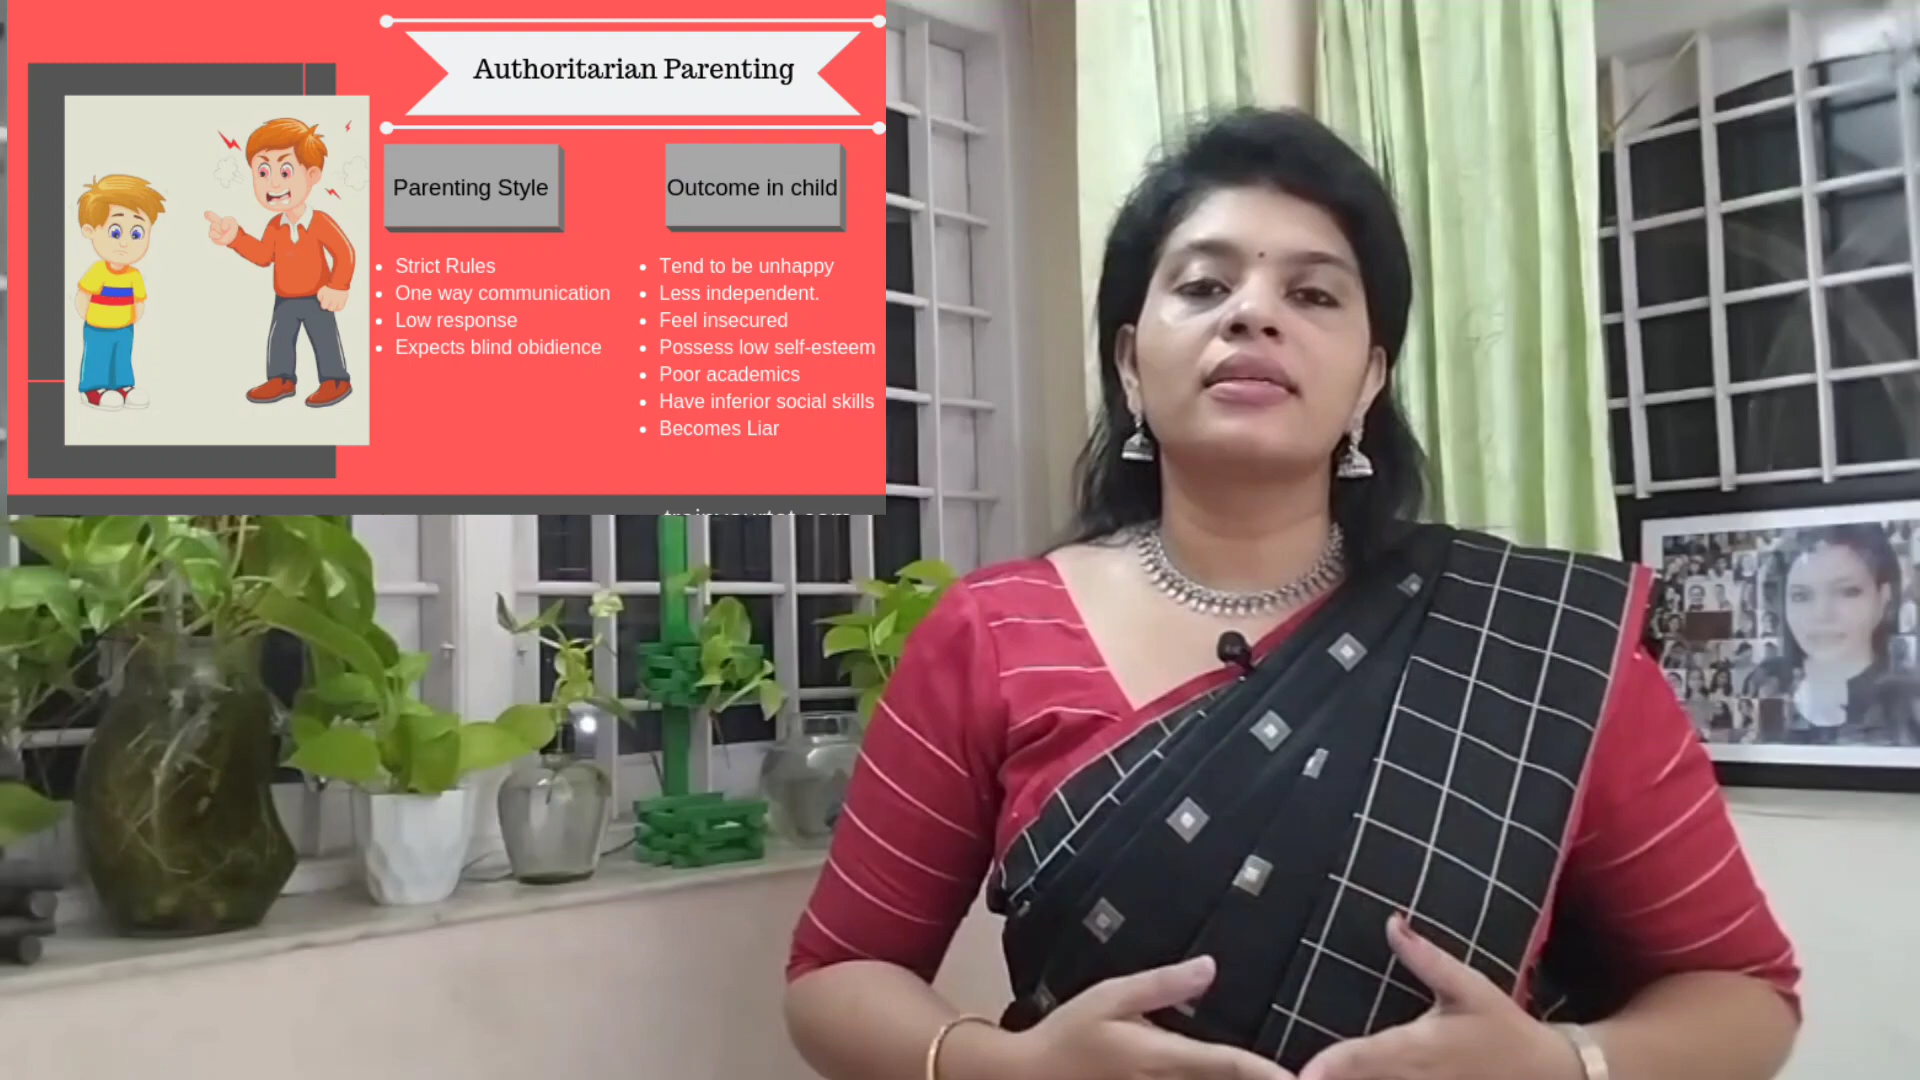 Authoritarian Parenting
Parenting Style
Strict Rules
One way communication
Low response
Expects blind obidience
Outcome in child
Tend to be unhappy
Less independent.
Feel insecured
Possess low self-esteem
Poor academics
Have inferior social skills
Becomes Liar